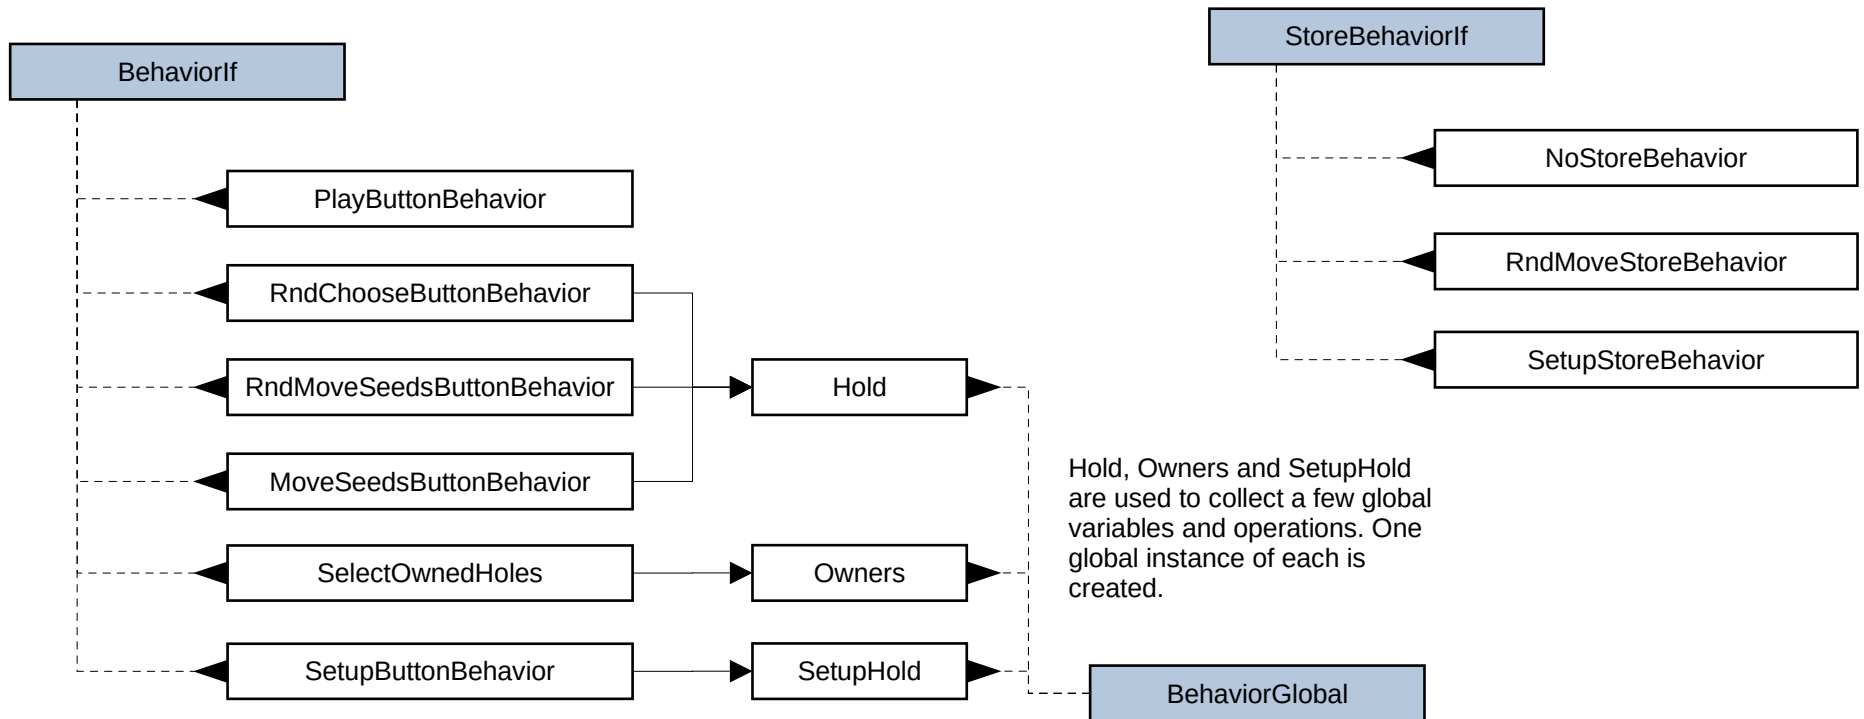 StoreBehaviorIf
BehaviorIf
NoStoreBehavior
PlayButtonBehavior
RndMoveStoreBehavior
RndChooseButtonBehavior
SetupStoreBehavior
RndMoveSeedsButtonBehavior
Hold
MoveSeedsButtonBehavior
Hold, Owners and SetupHold
are used to collect a few global
variables and operations. One
global instance of each is
created.
SelectOwnedHoles
Owners
SetupButtonBehavior
SetupHold
BehaviorGlobal